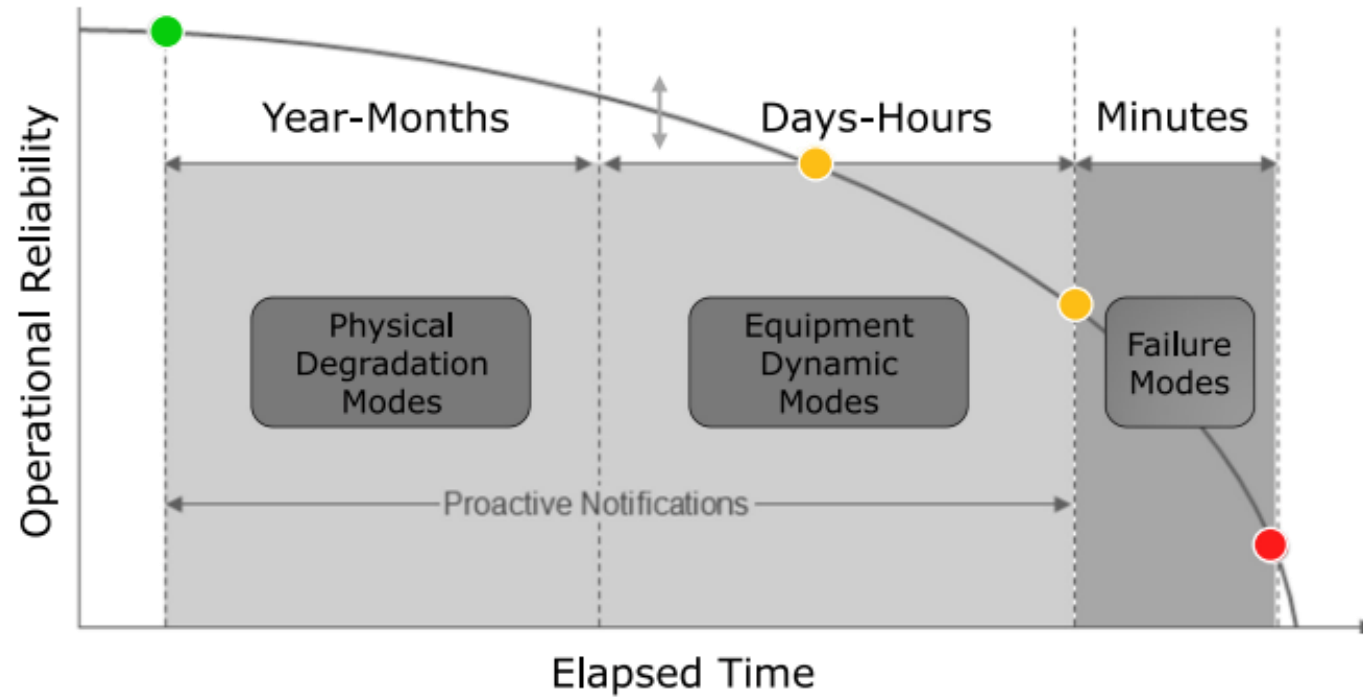 Year-Months
Days-Hours
Minutes
Operational Reliability
Physical
Degradation
Modes
Equipment
Dynamic
Modes
Failure
Modes
Proactive Notifications
Elapsed Time